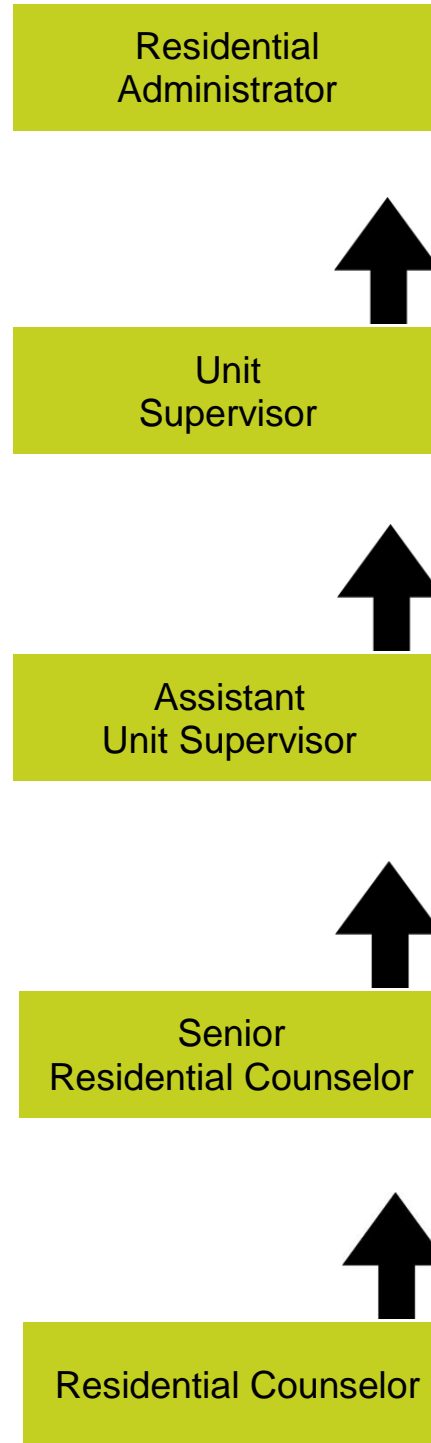 Residential
Administrator
Unit
Supervisor
Assistant
Unit Supervisor
Senior
Residential Counselor
Residential Counselor